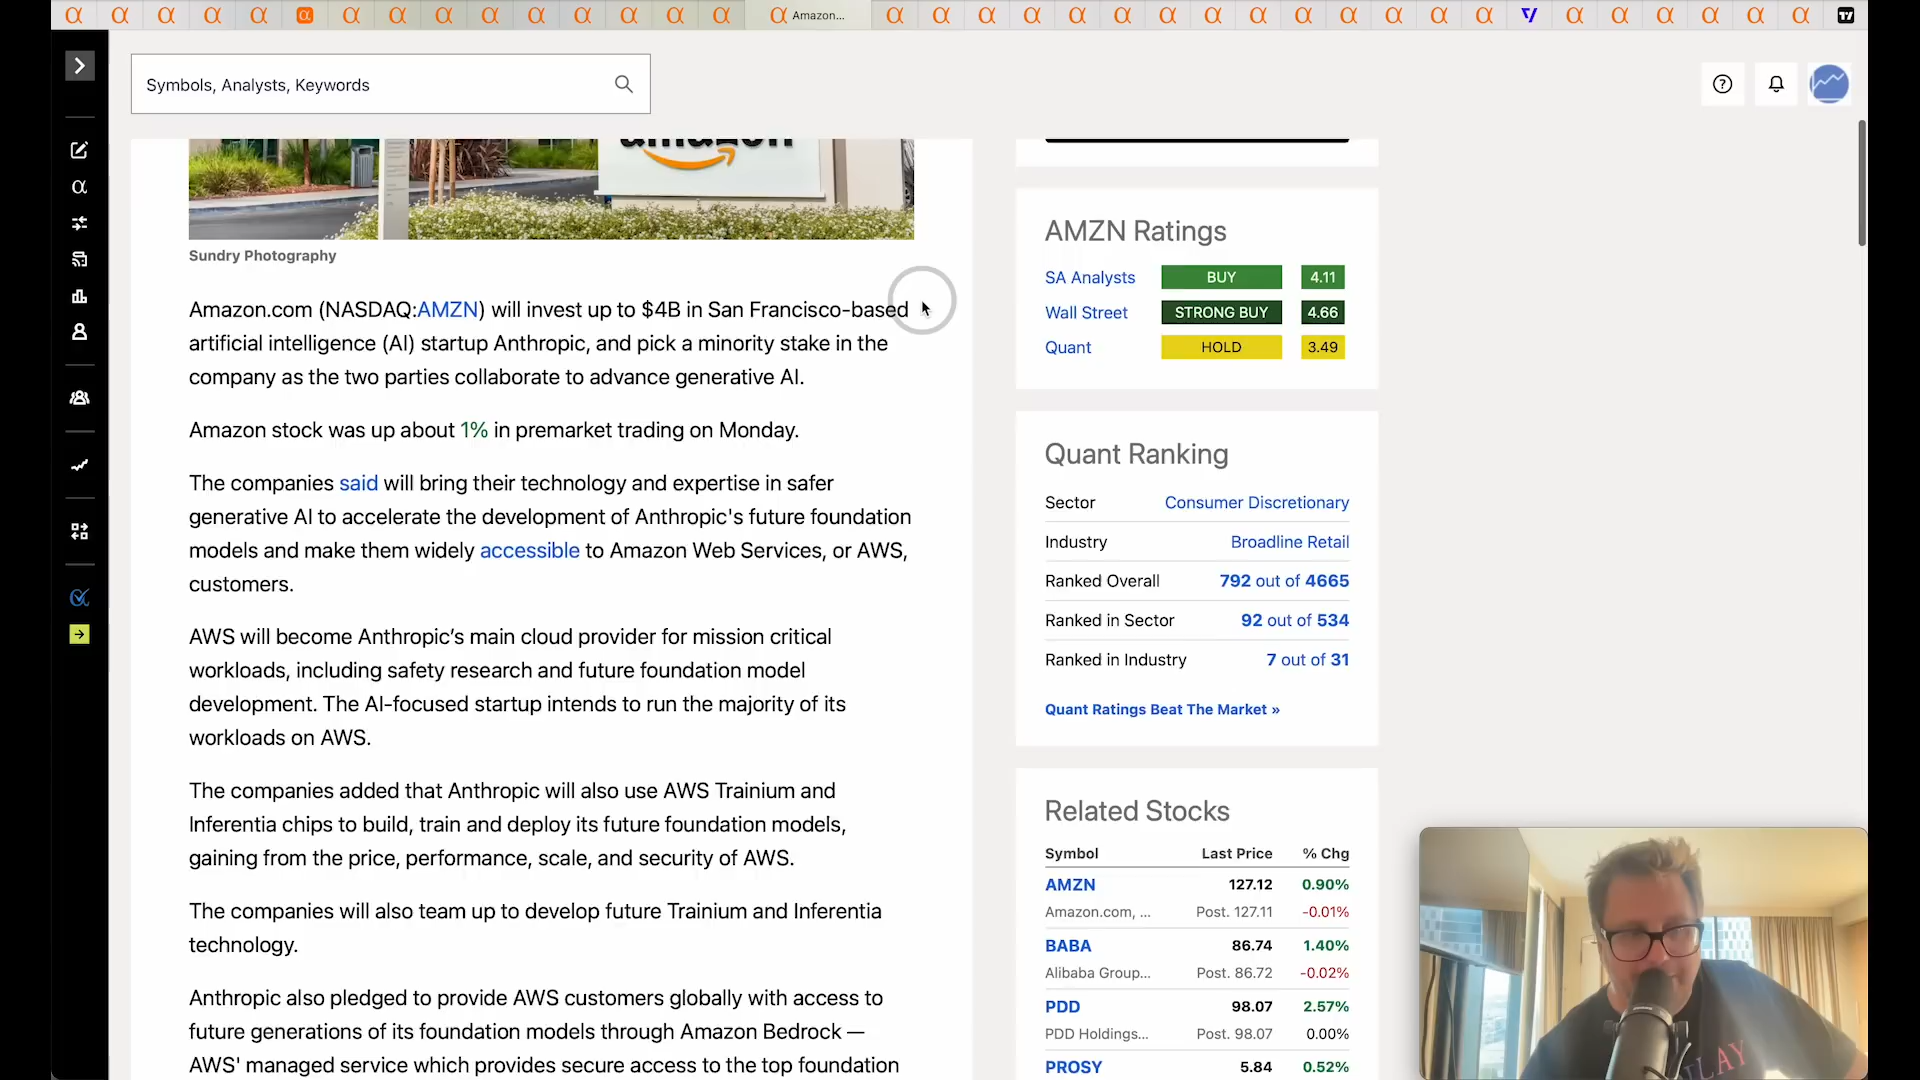 Amazon...
Symbols, Analysts, Keywords
amazon
Sundry Photography
Amazon.com (NASDAQ:AMZN) will invest up to $4B in San Francisco-based
artificial intelligence (AI) startup Anthropic, and pick a minority stake in the
company as the two parties collaborate to advance generative AI.
Amazon stock was up about 1% in premarket trading on Monday.
The companies said will bring their technology and expertise in safer
generative AI to accelerate the development of Anthropic's future foundation
models and make them widely accessible to Amazon Web Services, or AWS,
customers.
AWS will become Anthropic’s main cloud provider for mission critical
workloads, including safety research and future foundation model
development. The AI-focused startup intends to run the majority of its
workloads on AWS.
The companies added that Anthropic will also use AWS Trainium and
Inferentia chips to build, train and deploy its future foundation models,
gaining from the price, performance, scale, and security of AWS.
The companies will also team up to develop future Trainium and Inferentia
technology.
Anthropic also pledged to provide AWS customers globally with access to
future generations of its foundation models through Amazon Bedrock —
AWS' managed service which provides secure access to the top foundation
AMZN Ratings
SA Analysts BUY 4.11
Wall Street STRONG BUY 4.66
Quant HOLD 3.49
Quant Ranking
Sector Consumer Discretionary
Industry Broadline Retail
Ranked Overall 792 out of 4665
Ranked in Sector 92 out of 534
Ranked in Industry 7 out of 31
Quant Ratings Beat The Market »
Related Stocks
Symbol Last Price % Chg
AMZN 127.12 0.90%
Amazon.com, ... Post. 127.11 -0.01%
BABA 86.74 1.40%
Alibaba Group... Post. 86.72 -0.02%
PDD 98.07 2.57%
PDD Holdings... Post. 98.07 0.00%
PROSY 5.84 0.52%